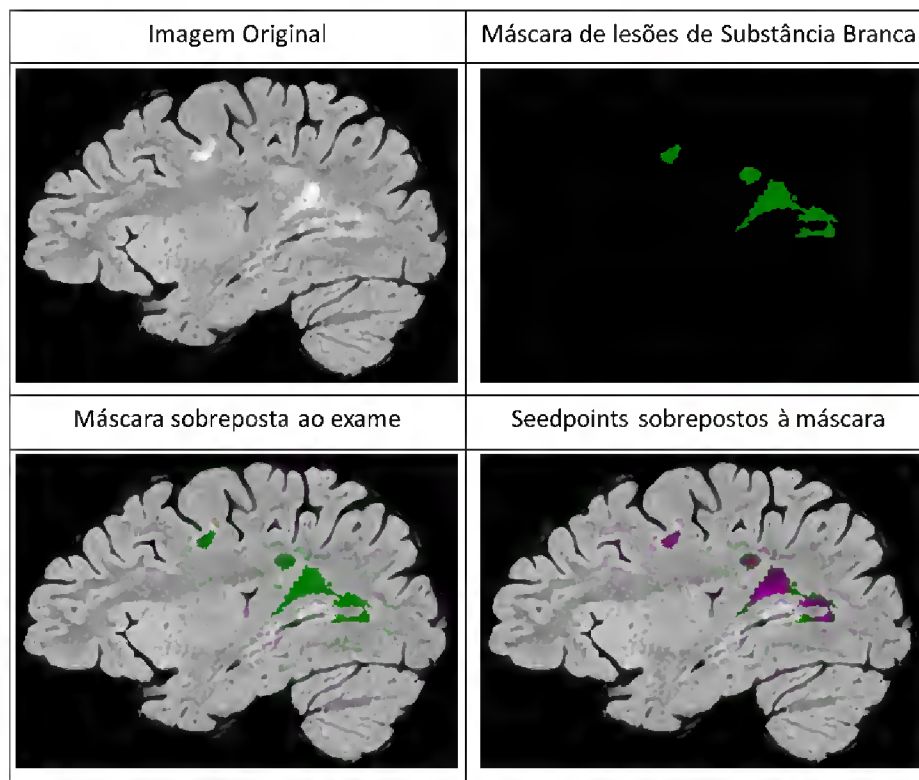 Imagem Original
Máscara de lesões de Substância Branca
Máscara sobreposta ao exame
Seedpoints sobrepostos à máscara